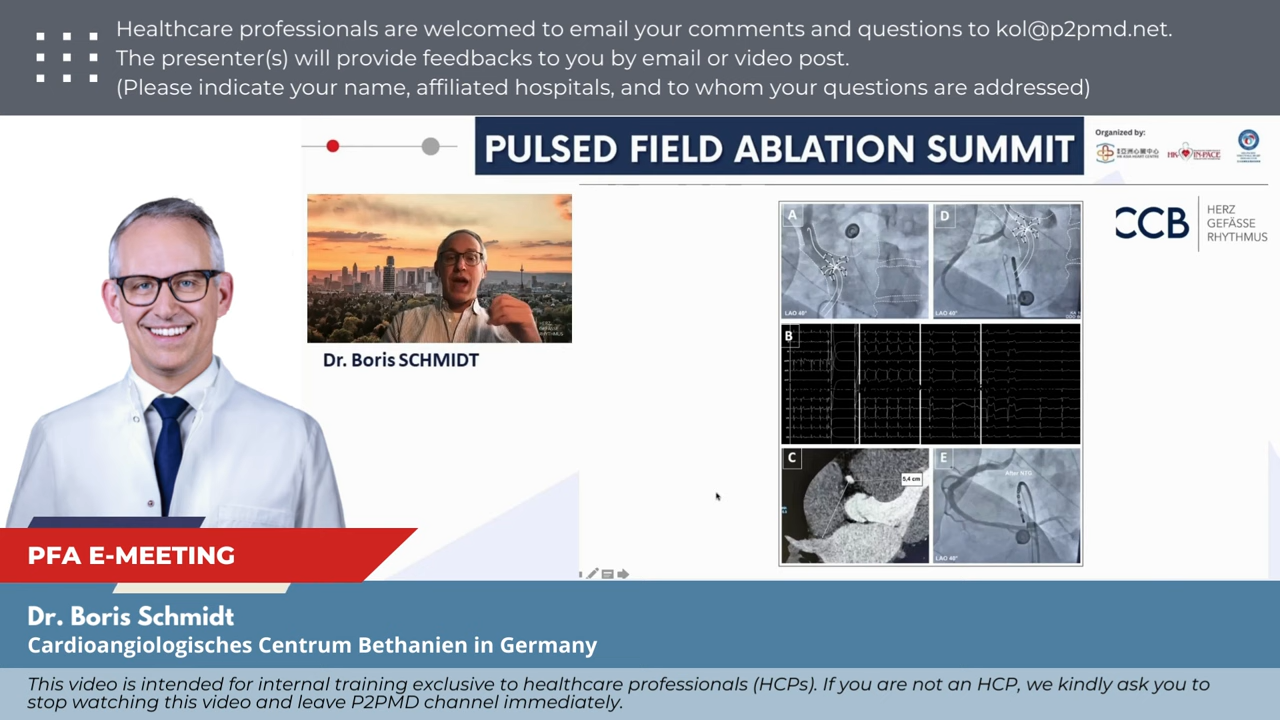 Healthcare professionals are welcomed to email your comments and questions to kol@p2pmd.net.
The presenter(s) will provide feedbacks to you by email or video post.
(Please indicate your name, affiliated hospitals, and to whom your questions are addressed)
PULSED FIELD ABLATION SUMMIT
Organized by:
IN-PACE
CCB
HERZ
GEFÄSSE
RHYTHMUS
Dr. Boris SCHMIDT
A
LAO 40°
D
LAO 40°
B
C
5,4 cm
E
After NTG
LAO 40°
PFA E-MEETING
Dr. Boris Schmidt
Cardioangiologisches Centrum Bethanien in Germany
This video is intended for internal training exclusive to healthcare professionals (HCPs). If you are not an HCP, we kindly ask you to
stop watching this video and leave P2PMD channel immediately.